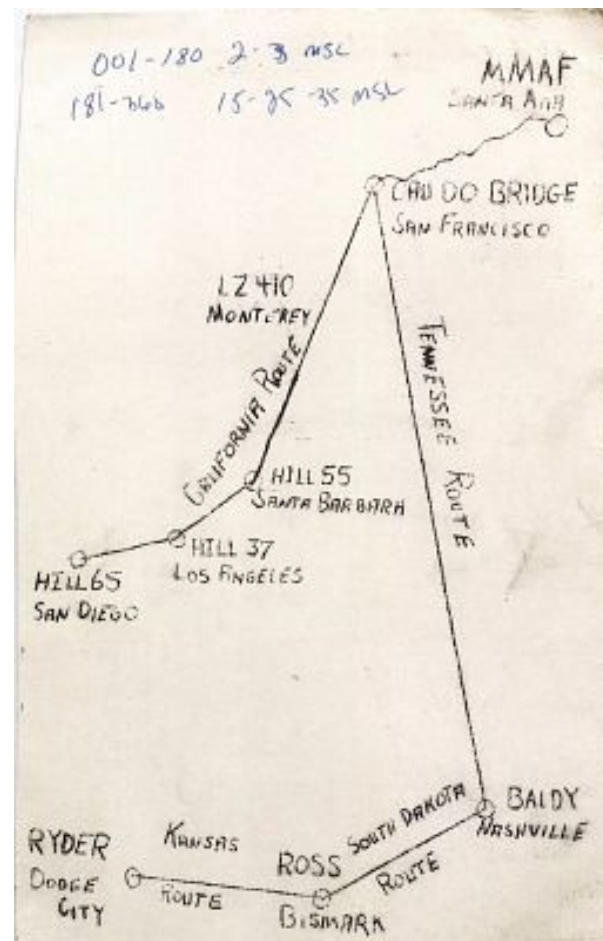 001-180 2-3 MSL
181-360 15-25-35 MSL
MMAF
SANTA ANA
CAU DO BRIDGE
SAN FRANCISCO
LZ 410
MONTEREY
CALIFORNIA ROUTE
TENNESSEE ROUTE
HILL 55
SANTA BARBARA
HILL 37
LOS ANGELES
HILL 65
SAN DIEGO
BALDY
NASHVILLE
SOUTH DAKOTA
ROUTE
ROSS
BISMARK
KANSAS
ROUTE
RYDER
DODGE
CITY